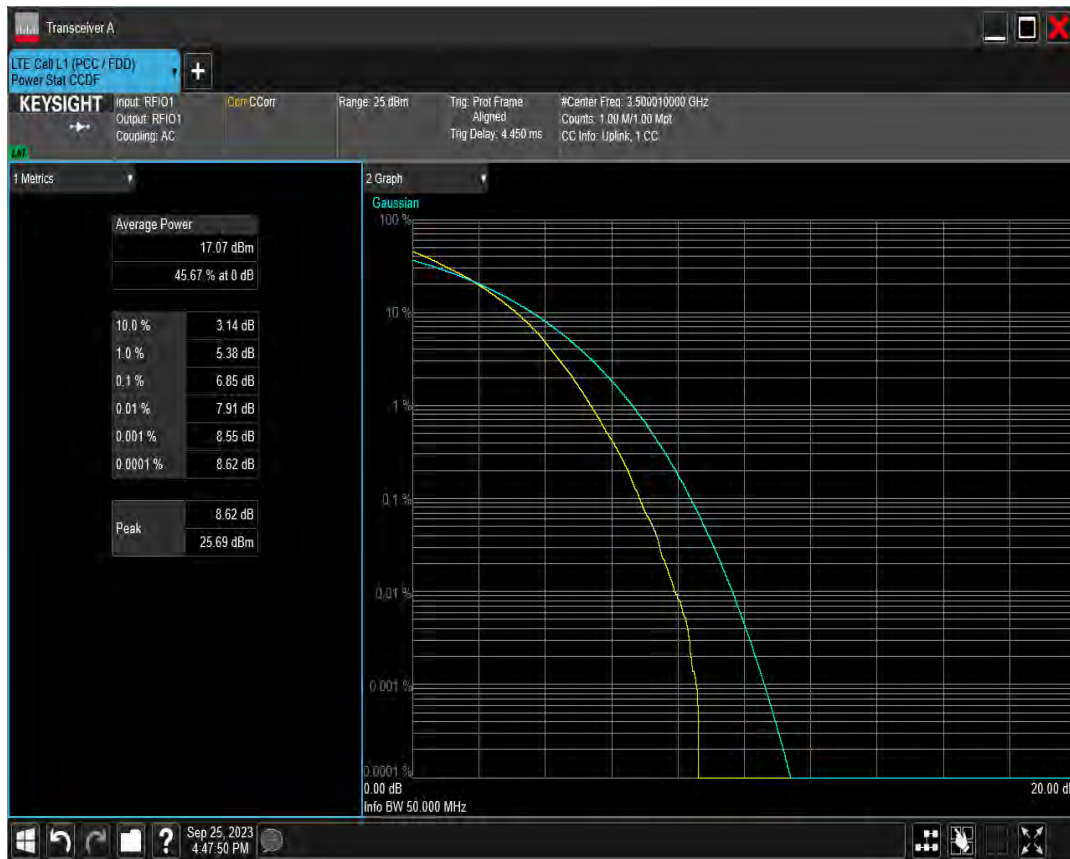 Transceiver A
LTE Cell L1 (PCC / FDD)
Power Stat CCDF
KEYSIGHT
Input: RFIO1
Output: RFIO1
Coupling: AC
Corr CCorr
Range: 25 dBm
Trig: Prot Frame
Aligned
Trig Delay: 4.450 ms
#Center Freq: 3.500010000 GHz
Counts: 1.00 M/1.00 Mpt
CC Info: Uplink, 1 CC
1 Metrics
Average Power
17.07 dBm
45.67 % at 0 dB
10.0 % 3.14 dB
1.0 % 5.38 dB
0.1 % 6.85 dB
0.01 % 7.91 dB
0.001 % 8.55 dB
0.0001 % 8.62 dB
Peak
8.62 dB
25.69 dBm
2 Graph
Gaussian
100 %
10 %
1 %
0.1 %
0.01 %
0.001 %
0.0001 %
0.00 dB 20.00 d
Info BW 50.000 MHz
?
Sep 25, 2023
4:47:50 PM